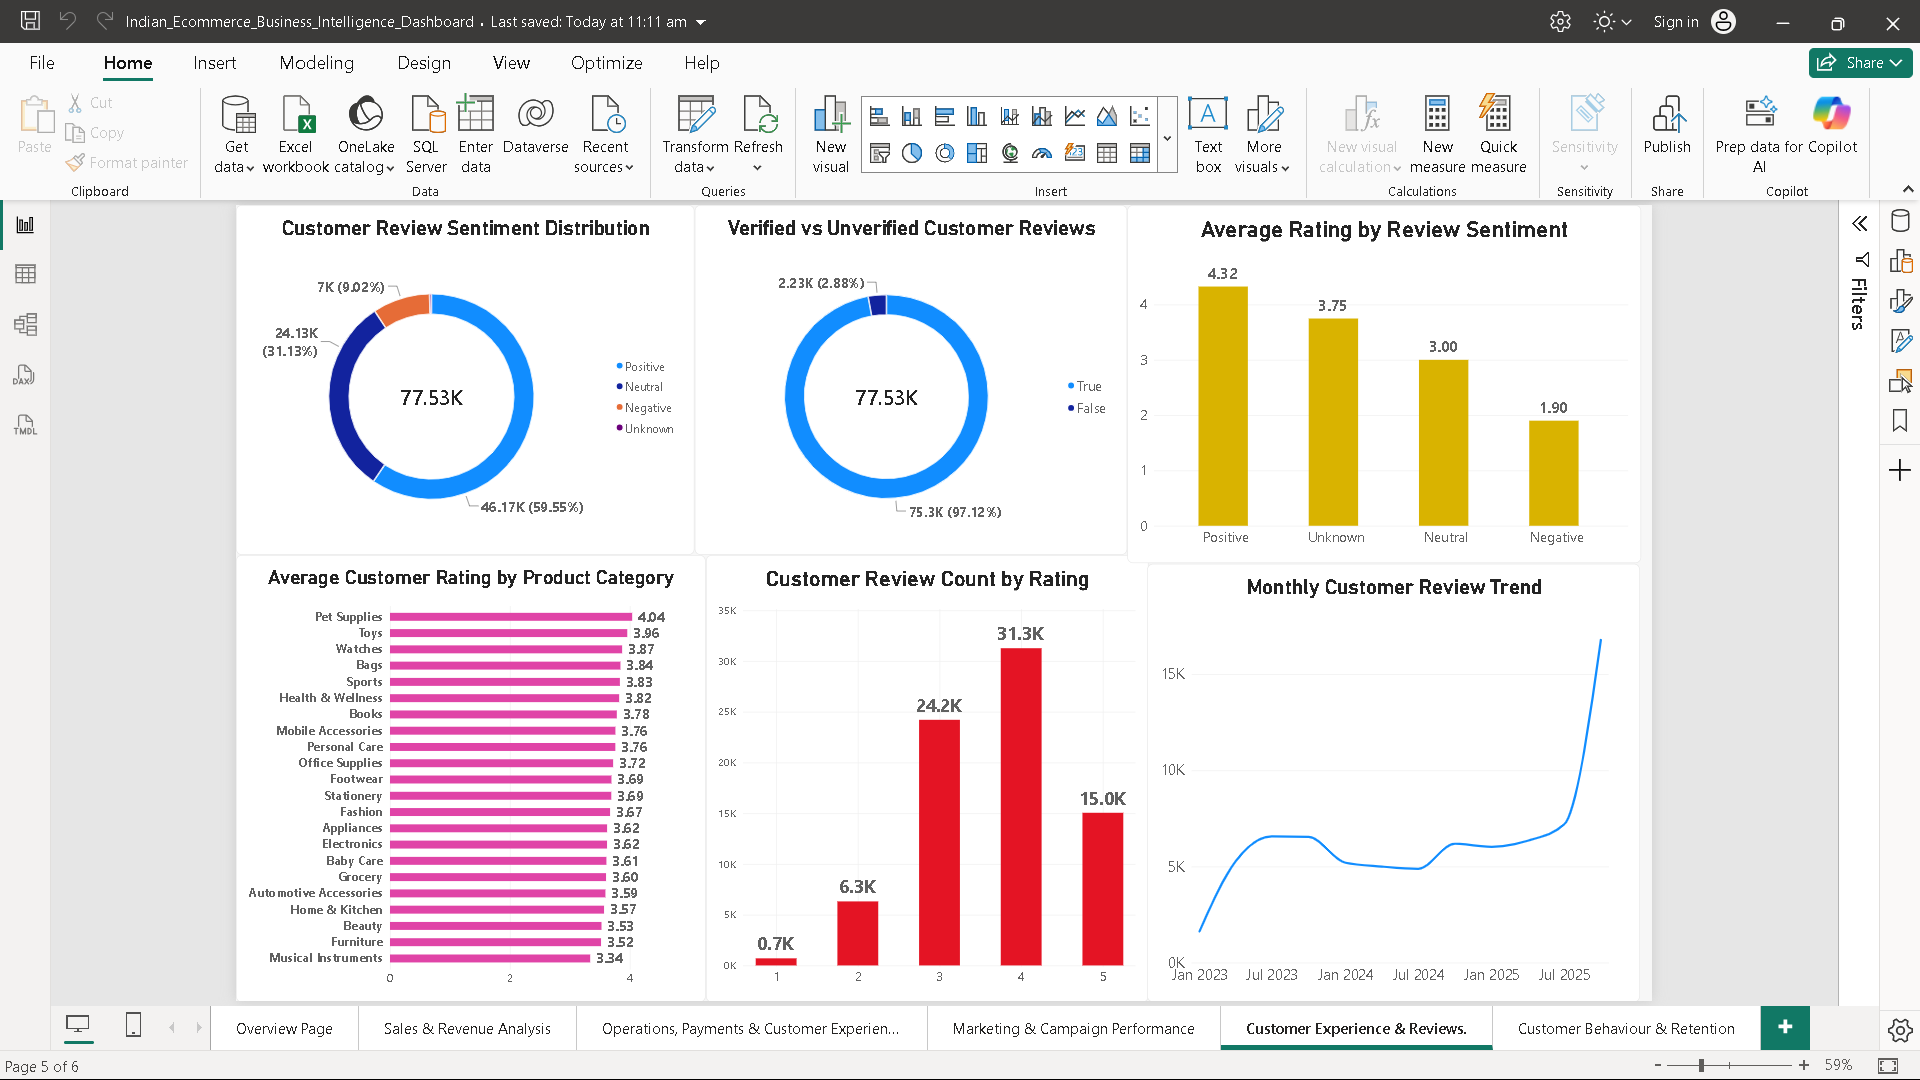 Indian_Ecommerce_Business_Intelligence_Dashboard • Last saved: Today at 11:11 am
Sign in
File Home Insert Modeling Design View Optimize Help
Share
Paste
Cut
Copy
Format painter
Clipboard
Get data
Excel workbook
OneLake catalog
SQL Server
Enter data
Dataverse
Recent sources
Data
Transform data
Refresh
Queries
New visual
Text box
More visuals
Insert
New visual calculation
New measure
Quick measure
Calculations
Sensitivity
Sensitivity
Publish
Share
Prep data for AI
Copilot
Copilot
DAX
TMDL
Filters
Customer Review Sentiment Distribution
7K (9.02%)
24.13K
(31.13%)
77.53K
46.17K (59.55%)
Positive
Neutral
Negative
Unknown
Verified vs Unverified Customer Reviews
2.23K (2.88%)
77.53K
75.3K (97.12%)
True
False
Average Rating by Review Sentiment
4
3
2
1
0
4.32
3.75
3.00
1.90
Positive Unknown Neutral Negative
Average Customer Rating by Product Category
Pet Supplies 4.04
Toys 3.96
Watches 3.87
Bags 3.84
Sports 3.83
Health & Wellness 3.82
Books 3.78
Mobile Accessories 3.76
Personal Care 3.76
Office Supplies 3.72
Footwear 3.69
Stationery 3.69
Fashion 3.67
Appliances 3.62
Electronics 3.62
Baby Care 3.61
Grocery 3.60
Automotive Accessories 3.59
Home & Kitchen 3.57
Beauty 3.53
Furniture 3.52
Musical Instruments 3.34
0 2 4
Customer Review Count by Rating
35K
30K
25K
20K
15K
10K
5K
0K
0.7K
6.3K
24.2K
31.3K
15.0K
1 2 3 4 5
Monthly Customer Review Trend
15K
10K
5K
0K
Jan 2023 Jul 2023 Jan 2024 Jul 2024 Jan 2025 Jul 2025
Overview Page
Sales & Revenue Analysis
Operations, Payments & Customer Experien...
Marketing & Campaign Performance
Customer Experience & Reviews.
Customer Behaviour & Retention
Page 5 of 6
59%